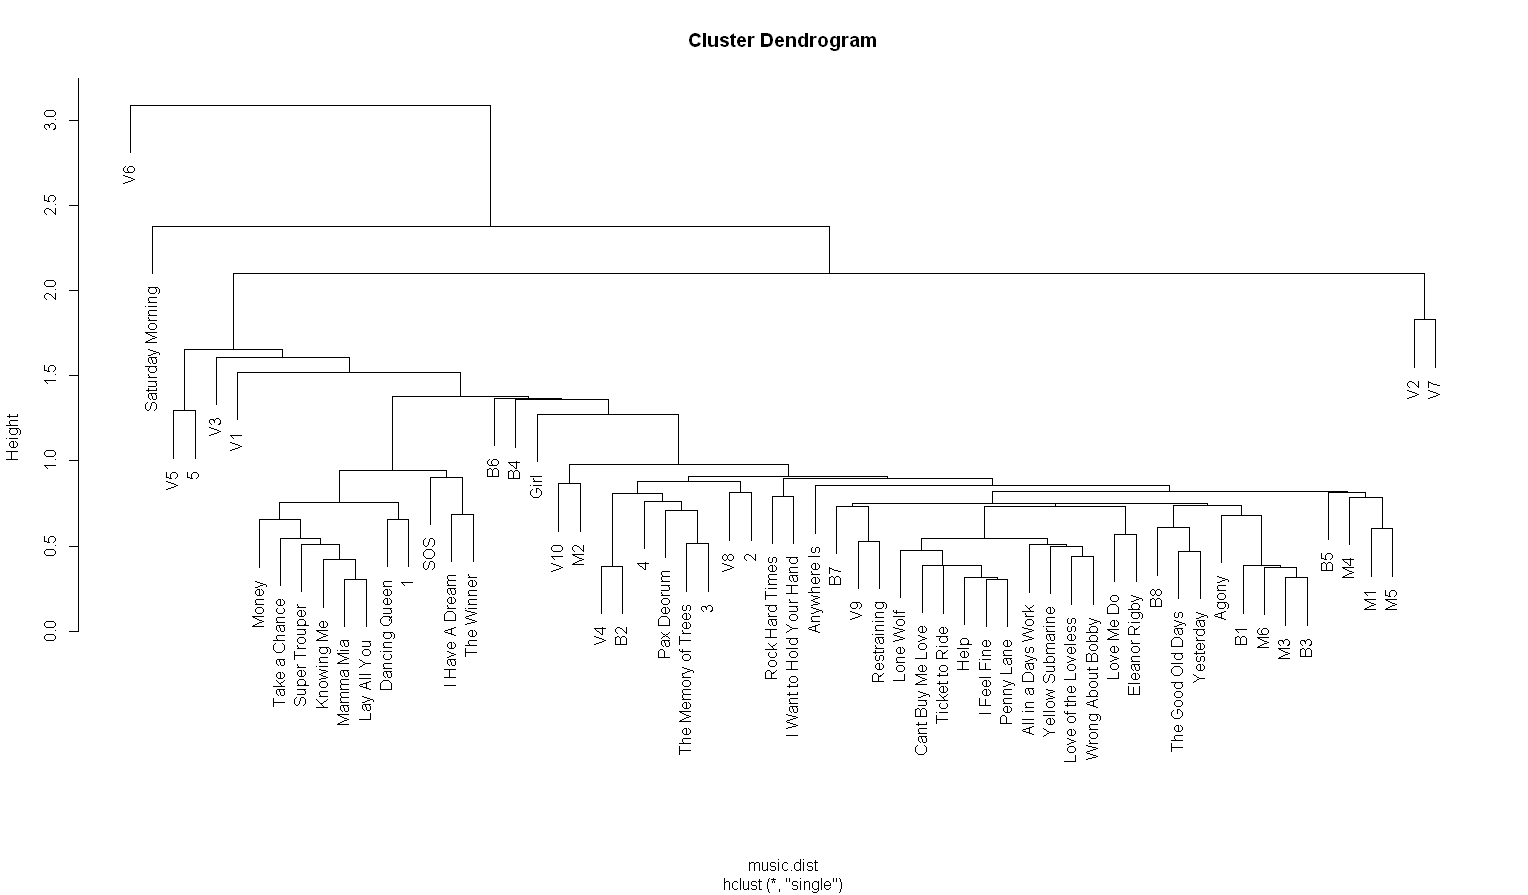 Cluster Dendrogram
Height
3.0
2.5
2.0
1.5
1.0
0.5
0.0
V6
Saturday Morning
V5
5
V3
V1
Money
Take a Chance
Super Trouper
Knowing Me
Mamma Mia
Lay All You
Dancing Queen
1
SOS
I Have A Dream
The Winner
B6
B4
Girl
V10
M2
V4
B2
4
Pax Deorum
The Memory of Trees
3
V8
2
Rock Hard Times
I Want to Hold Your Hand
Anywhere Is
B7
V9
Restraining
Lone Wolf
Cant Buy Me Love
Ticket to Ride
Help
I Feel Fine
Penny Lane
All in a Days Work
Yellow Submarine
Love of the Loveless
Wrong About Bobby
Love Me Do
Eleanor Rigby
B8
The Good Old Days
Yesterday
Agony
B1
M6
M3
B3
B5
M4
M1
M5
V2
V7
music.dist
hclust (*, "single")